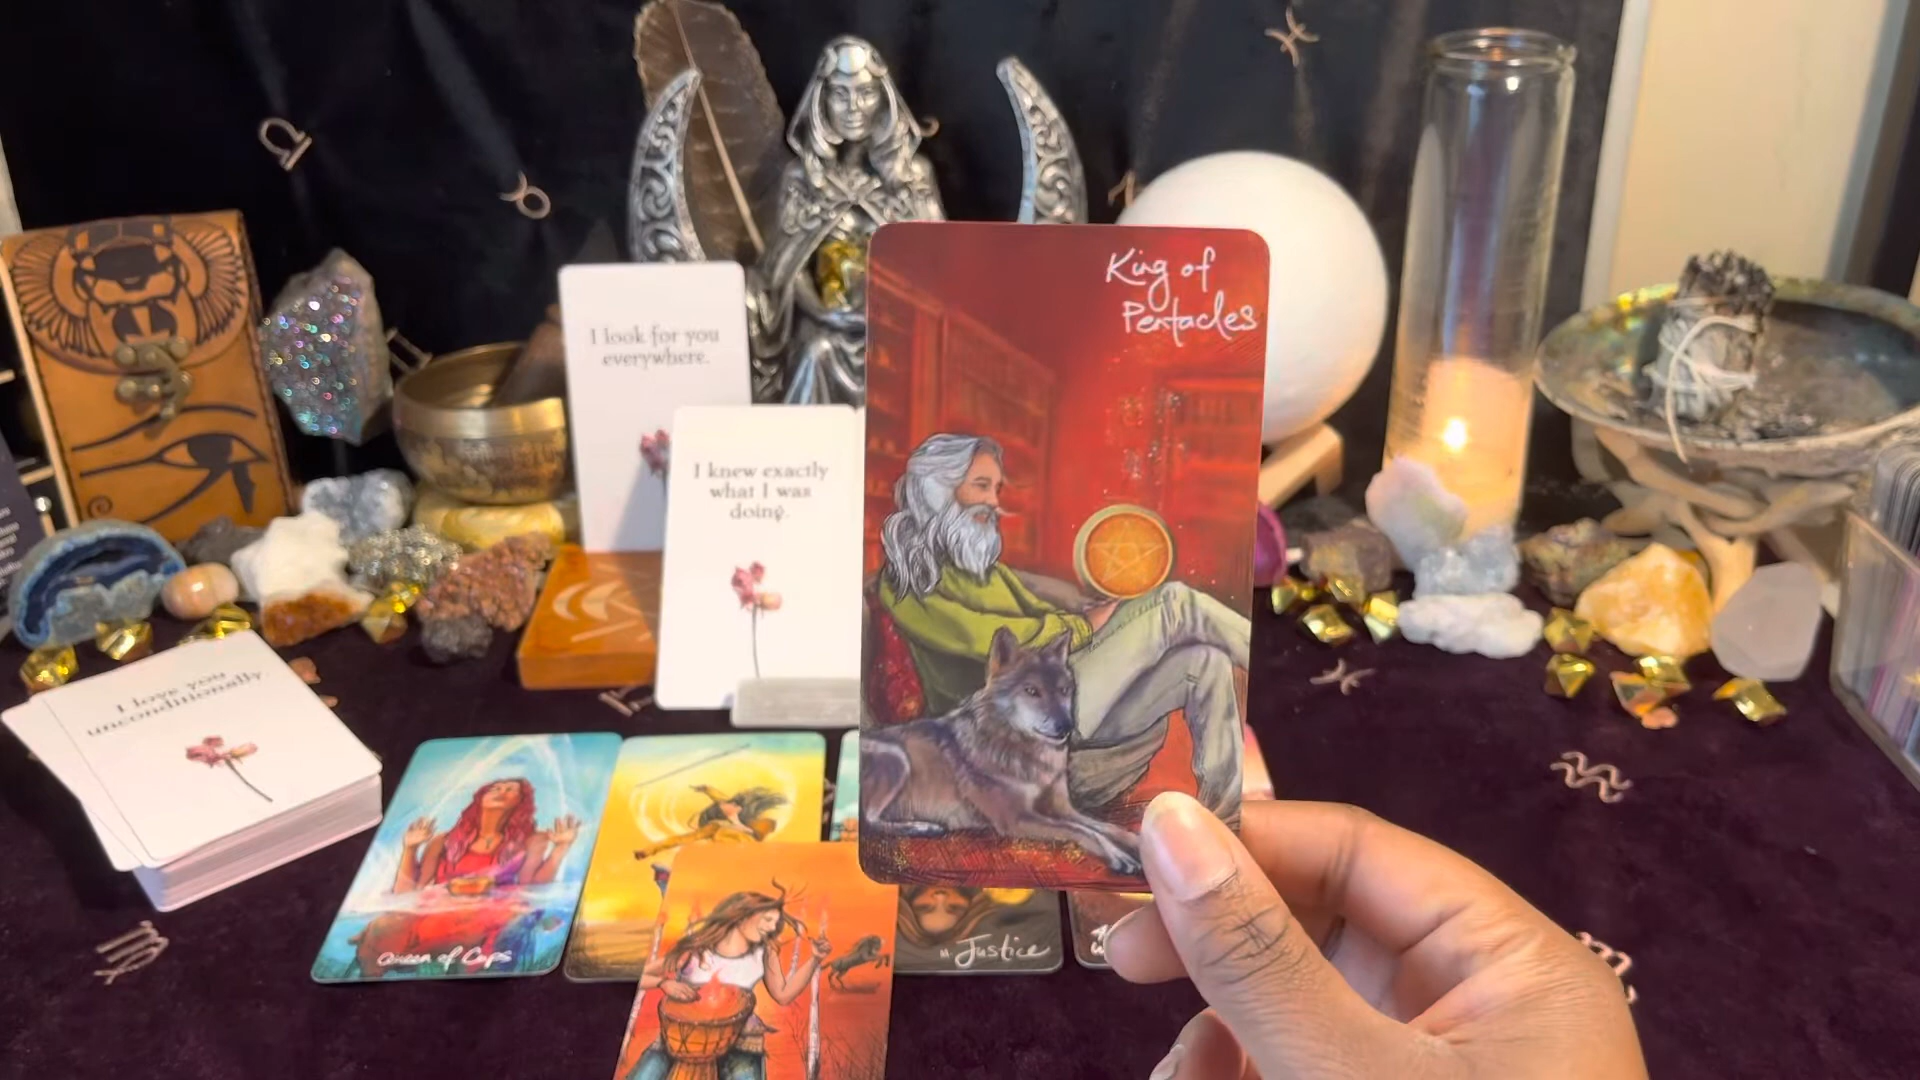 King of
Pentacles
I look for you
everywhere.
I knew exactly
what I was
doing.
I love you
unconditionally.
Queen of Cups
11 Justice